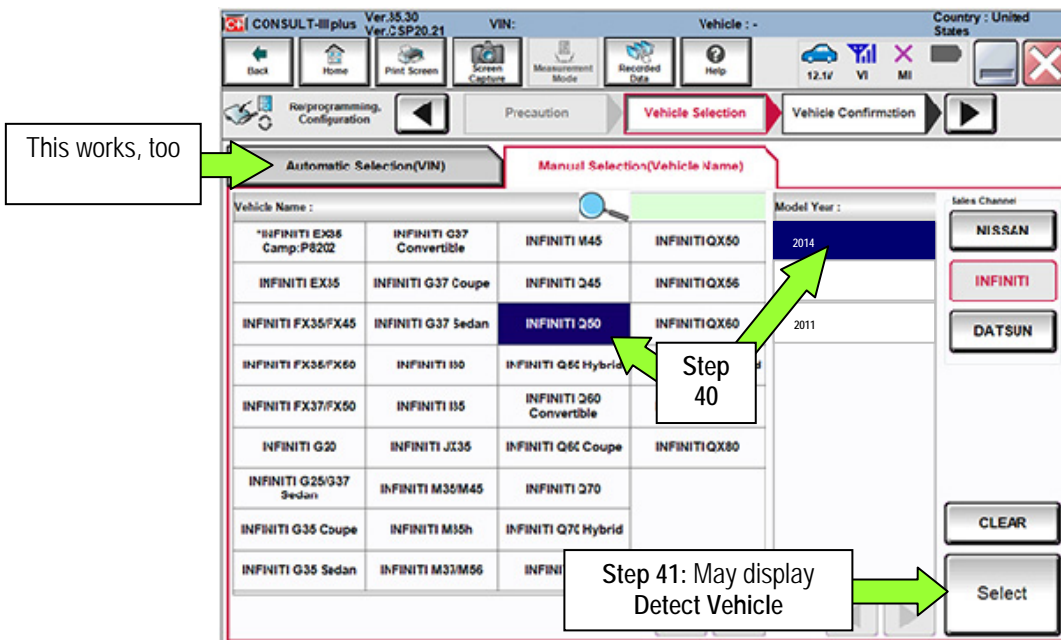 CONSULT-III plus
Ver.35.30
Ver.CSP20.21
VIN:
Vehicle : -
Country : United
States
Back
Home
Print Screen
Screen
Capture
Measurement
Mode
Recorded
Data
Help
12.1V
VI
MI
Re/programming,
Configuration
Precaution
Vehicle Selection
Vehicle Confirmation
This works, too
Automatic Selection(VIN)
Manual Selection(Vehicle Name)
Vehicle Name :
Model Year :
Sales Channel
*INFINITI EX35
Camp:P8202
INFINITI G37
Convertible
INFINITI M45
INFINITI QX50
2014
NISSAN
INFINITI EX35
INFINITI G37 Coupe
INFINITI Q45
INFINITI QX56
INFINITI
INFINITI FX35/FX45
INFINITI G37 Sedan
INFINITI Q50
INFINITI QX60
2011
DATSUN
INFINITI FX35/FX50
INFINITI I30
INFINITI Q50 Hybrid
Step
40
INFINITI FX37/FX50
INFINITI I35
INFINITI Q60
Convertible
INFINITI G20
INFINITI JX35
INFINITI Q60 Coupe
INFINITI QX80
INFINITI G25/G37
Sedan
INFINITI M35/M45
INFINITI Q70
INFINITI G35 Coupe
INFINITI M35h
INFINITI Q70 Hybrid
CLEAR
INFINITI G35 Sedan
INFINITI M37/M56
Step 41: May display
Detect Vehicle
Select